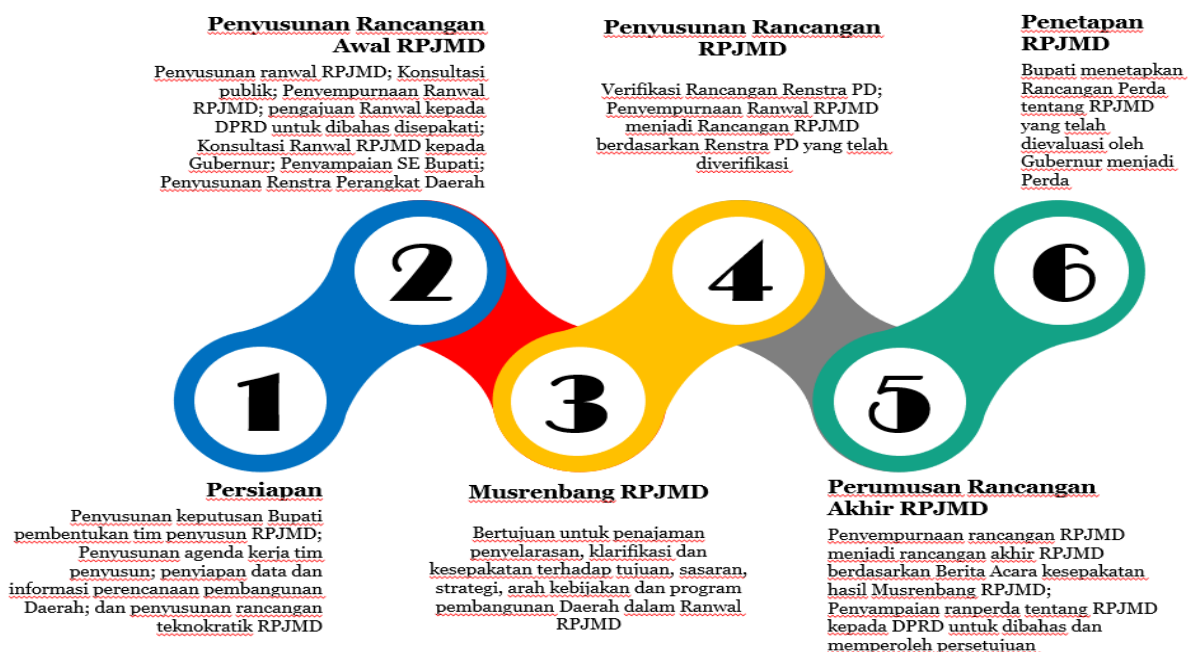 Persiapan
Penyusunan keputusan Bupati
pembentukan tim penyusun RPJMD;
Penyusunan agenda kerja tim
penyusun; penyiapan data dan
informasi perencanaan pembangunan
Daerah; dan penyusunan rancangan
teknokratik RPJMD
1
Penyusunan Rancangan
Awal RPJMD
Penyusunan ranwal RPJMD; Konsultasi
publik; Penyempurnaan Ranwal
RPJMD; pengajuan Ranwal kepada
DPRD untuk dibahas disepakati;
Konsultasi Ranwal RPJMD kepada
Gubernur; Penyampaian SE Bupati;
Penyusunan Renstra Perangkat Daerah
2
Musrenbang RPJMD
Bertujuan untuk penajaman
penyelarasan, klarifikasi dan
kesepakatan terhadap tujuan, sasaran,
strategi, arah kebijakan dan program
pembangunan Daerah dalam Ranwal
RPJMD
3
Penyusunan Rancangan
RPJMD
Verifikasi Rancangan Renstra PD;
Penyempurnaan Ranwal RPJMD
menjadi Rancangan RPJMD
berdasarkan Renstra PD yang telah
diverifikasi
4
Perumusan Rancangan
Akhir RPJMD
Penyempurnaan rancangan RPJMD
menjadi rancangan akhir RPJMD
berdasarkan Berita Acara kesepakatan
hasil Musrenbang RPJMD;
Penyampaian ranperda tentang RPJMD
kepada DPRD untuk dibahas dan
memperoleh persetujuan
5
Penetapan
RPJMD
Bupati menetapkan
Rancangan Perda
tentang RPJMD
yang telah
dievaluasi oleh
Gubernur menjadi
Perda
6